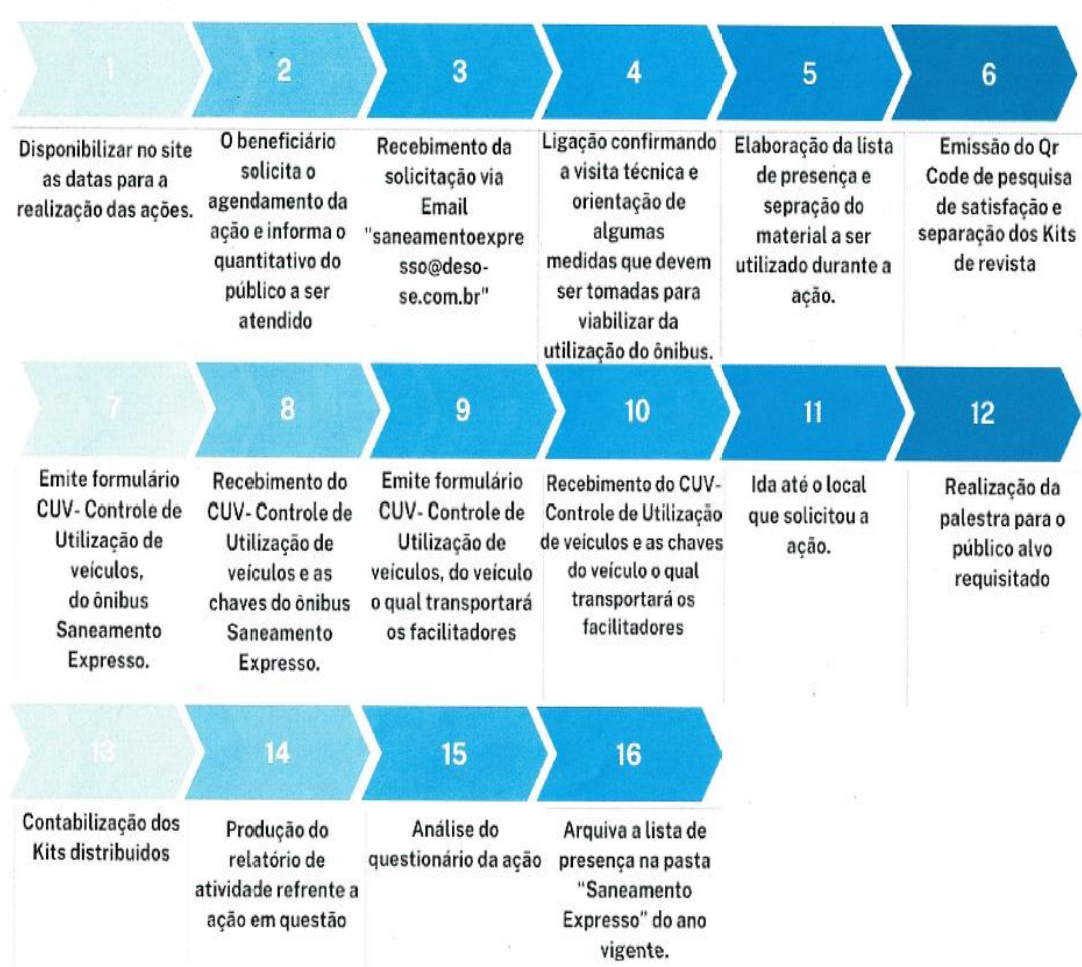 1
Disponibilizar no site
as datas para a
realização das ações.
2
O beneficiário
solicita o
agendamento da
ação e informa o
quantitativo do
público a ser
atendido
3
Recebimento da
solicitação via
Email
"saneamentoexpre
sso@deso-
se.com.br"
4
Ligação confirmando
a visita técnica e
orientação de
algumas
medidas que devem
ser tomadas para
viabilizar da
utilização do ônibus.
5
Elaboração da lista
de presença e
sepração do
material a ser
utilizado durante a
ação.
6
Emissão do Qr
Code de pesquisa
de satisfação e
separação dos Kits
de revista
7
Emite formulário
CUV- Controle de
Utilização de
veículos,
do ônibus
Saneamento
Expresso.
8
Recebimento do
CUV- Controle de
Utilização de
veículos e as
chaves do ônibus
Saneamento
Expresso.
9
Emite formulário
CUV- Controle de
Utilização de
veículos, do veículo
o qual transportará
os facilitadores
10
Recebimento do CUV-
Controle de Utilização
de veículos e as chaves
do veículo o qual
transportará os
facilitadores
11
Ida até o local
que solicitou a
ação.
12
Realização da
palestra para o
público alvo
requisitado
13
Contabilização dos
Kits distribuidos
14
Produção do
relatório de
atividade refrente a
ação em questão
15
Análise do
questionário da ação
16
Arquiva a lista de
presença na pasta
"Saneamento
Expresso" do ano
vigente.